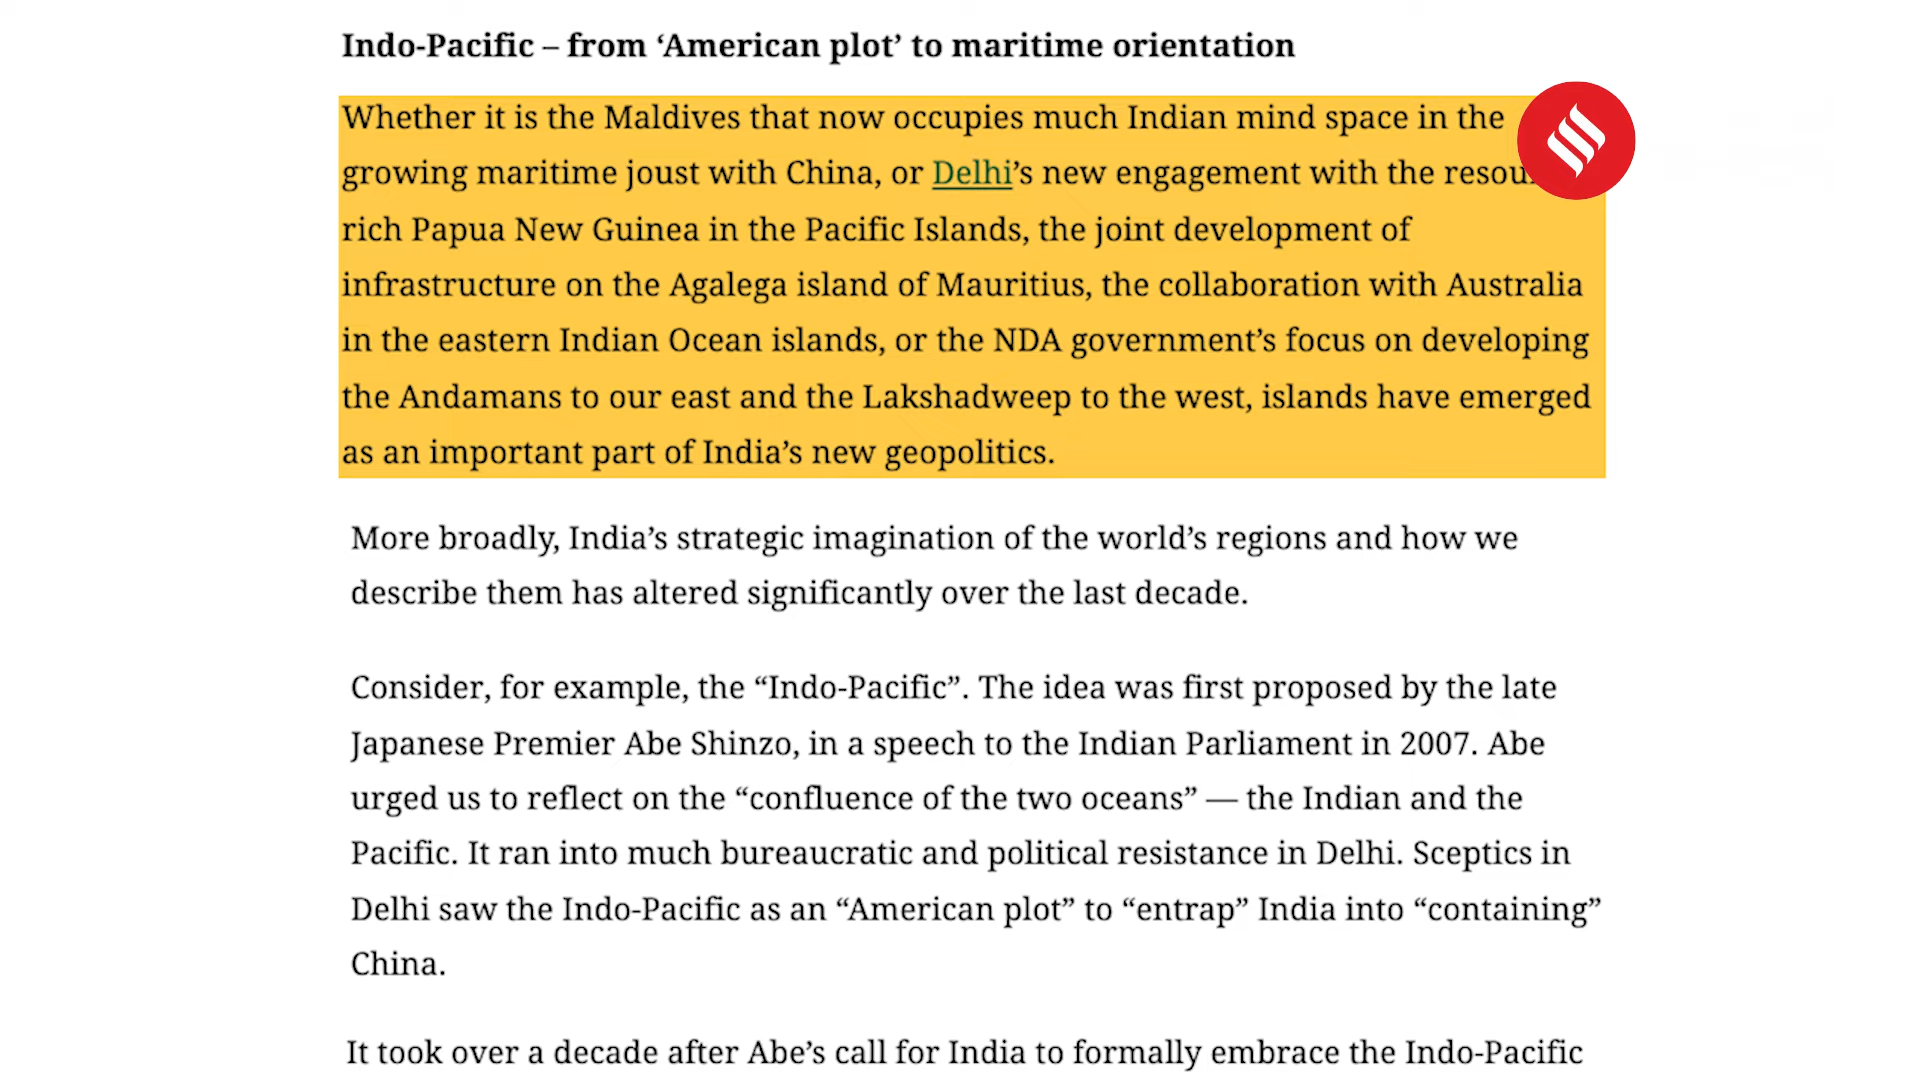 Indo-Pacific – from ‘American plot’ to maritime orientation
Whether it is the Maldives that now occupies much Indian mind space in the
growing maritime joust with China, or Delhi’s new engagement with the
rich Papua New Guinea in the Pacific Islands, the joint development of
infrastructure on the Agalega island of Mauritius, the collaboration with Australia
in the eastern Indian Ocean islands, or the NDA government’s focus on developing
the Andamans to our east and the Lakshadweep to the west, islands have emerged
as an important part of India’s new geopolitics.
More broadly, India’s strategic imagination of the world’s regions and how we
describe them has altered significantly over the last decade.
Consider, for example, the “Indo-Pacific”. The idea was first proposed by the late
Japanese Premier Abe Shinzo, in a speech to the Indian Parliament in 2007. Abe
urged us to reflect on the “confluence of the two oceans” — the Indian and the
Pacific. It ran into much bureaucratic and political resistance in Delhi. Sceptics in
Delhi saw the Indo-Pacific as an “American plot” to “entrap” India into “containing”
China.
It took over a decade after Abe’s call for India to formally embrace the Indo-Pacific